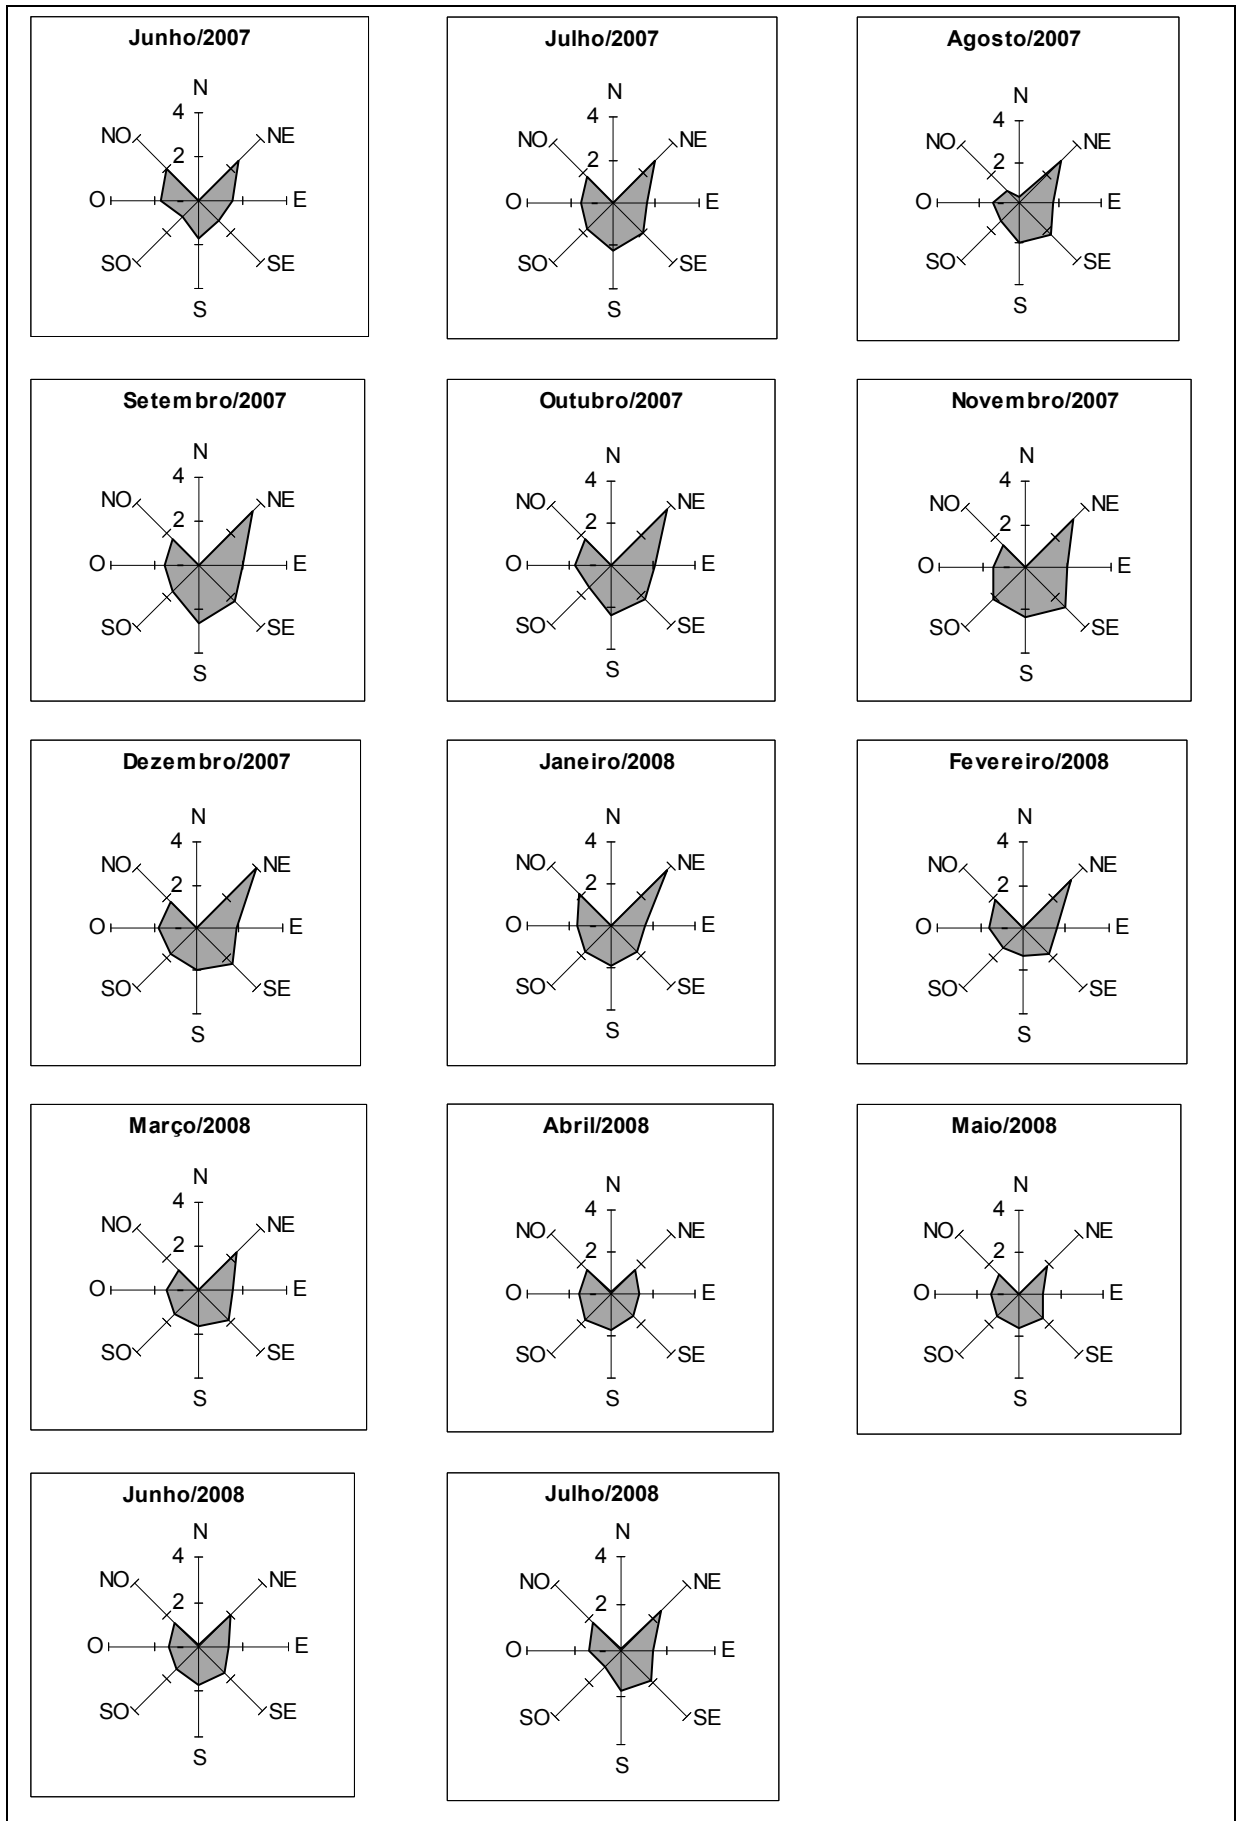 Junho/2007
N
4
NO
NE
2
O
E
SO
SE
S
Julho/2007
N
4
NO
NE
2
O
E
SO
SE
S
Agosto/2007
N
4
NO
NE
2
O
E
SO
SE
S
Setembro/2007
N
4
NO
NE
2
O
E
SO
SE
S
Outubro/2007
N
4
NO
NE
2
O
E
SO
SE
S
Novembro/2007
N
4
NO
NE
2
O
E
SO
SE
S
Dezembro/2007
N
4
NO
NE
2
O
E
SO
SE
S
Janeiro/2008
N
4
NO
NE
2
O
E
SO
SE
S
Fevereiro/2008
N
4
NO
NE
2
O
E
SO
SE
S
Março/2008
N
4
NO
NE
2
O
E
SO
SE
S
Abril/2008
N
4
NO
NE
2
O
E
SO
SE
S
Maio/2008
N
4
NO
NE
2
O
E
SO
SE
S
Junho/2008
N
4
NO
NE
2
O
E
SO
SE
S
Julho/2008
N
4
NO
NE
2
O
E
SO
SE
S